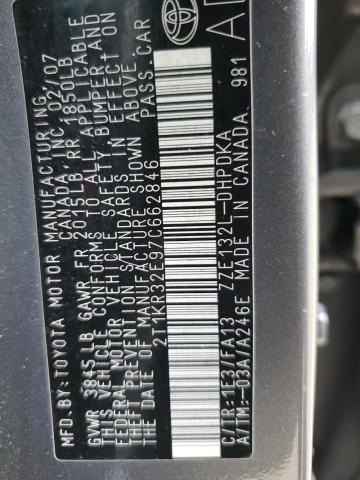 MFD.BY:TOYOTA MOTOR MANUFACTURING
CANADA, INC. 02/07
GVWR 3845LB GAWR FR 2015LB RR 1850LB
THIS VEHICLE CONFORMS TO ALL APPLICABLE
FEDERAL MOTOR VEHICLE SAFETY, BUMPER, AND
THEFT PREVENTION STANDARDS IN EFFECT ON
THE DATE OF MANUFACTURE SHOWN ABOVE.
2T1KR32E97C662846 PASS.CAR
C/TR:1E3/FA13 ZZE132L-DHPDKA
A/TM:-03A/A246E MADE IN CANADA 981
TOYOTA